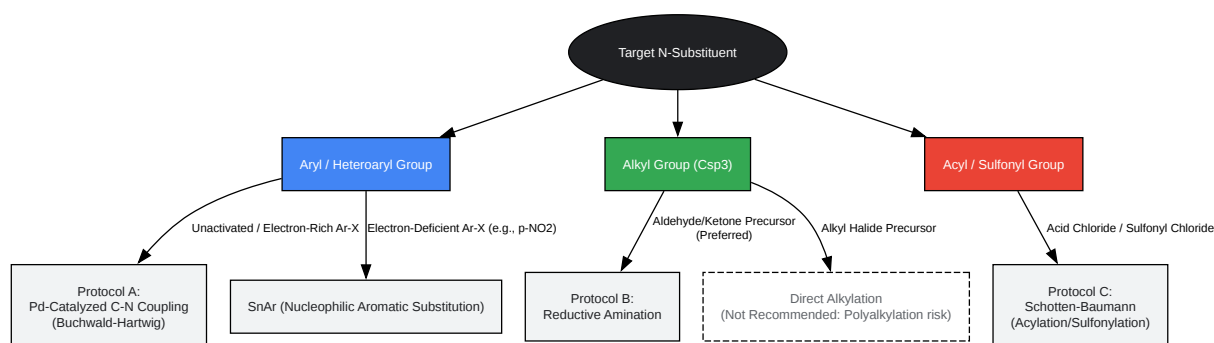 Target N-Substituent
Aryl / Heteroaryl Group
Alkyl Group (Csp3)
Acyl / Sulfonyl Group
Unactivated / Electron-Rich Ar-X
Electron-Deficient Ar-X (e.g., p-NO2)
Aldehyde/Ketone Precursor
(Preferred)
Alkyl Halide Precursor
Acid Chloride / Sulfonyl Chloride
Protocol A:
Pd-Catalyzed C-N Coupling
(Buchwald-Hartwig)
SnAr (Nucleophilic Aromatic Substitution)
Protocol B:
Reductive Amination
Direct Alkylation
(Not Recommended: Polyalkylation risk)
Protocol C:
Schotten-Baumann
(Acylation/Sulfonylation)